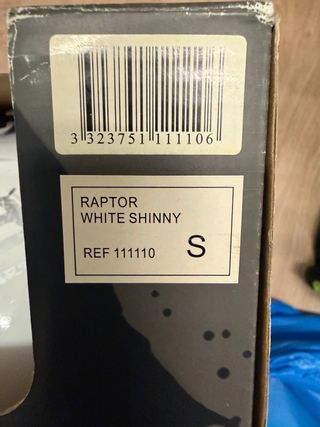 3 323751 111106
RAPTOR
WHITE SHINNY
REF 111110 S